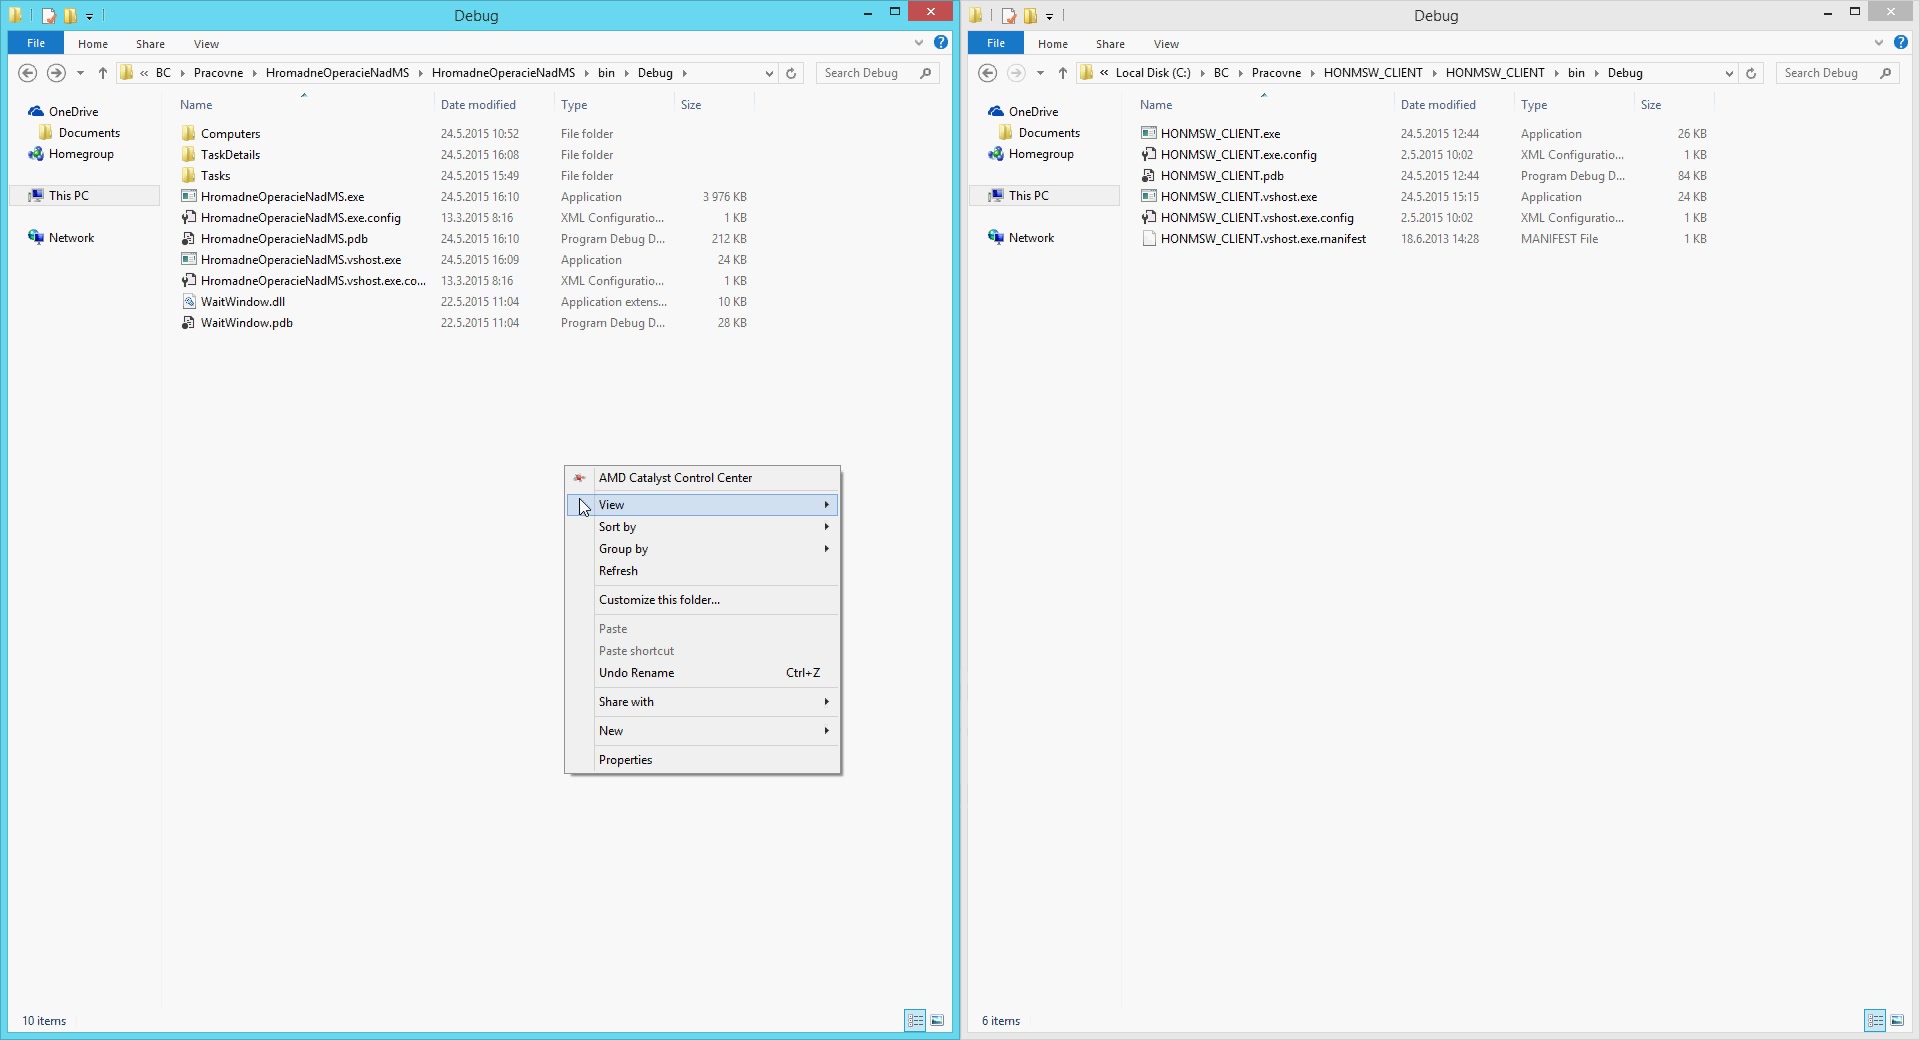 Debug
File Home Share View
« BC Pracovne HromadneOperacieNadMS HromadneOperacieNadMS bin Debug Search Debug
OneDrive
Documents
Homegroup
This PC
Network
Name Date modified Type Size
Computers 24.5.2015 10:52 File folder
TaskDetails 24.5.2015 16:08 File folder
Tasks 24.5.2015 15:49 File folder
HromadneOperacieNadMS.exe 24.5.2015 16:10 Application 3 976 KB
HromadneOperacieNadMS.exe.config 13.3.2015 8:16 XML Configuratio... 1 KB
HromadneOperacieNadMS.pdb 24.5.2015 16:10 Program Debug D... 212 KB
HromadneOperacieNadMS.vshost.exe 24.5.2015 16:09 Application 24 KB
HromadneOperacieNadMS.vshost.exe.co... 13.3.2015 8:16 XML Configuratio... 1 KB
WaitWindow.dll 22.5.2015 11:04 Application extens... 10 KB
WaitWindow.pdb 22.5.2015 11:04 Program Debug D... 28 KB
AMD Catalyst Control Center
View
Sort by
Group by
Refresh
Customize this folder...
Paste
Paste shortcut
Undo Rename Ctrl+Z
Share with
New
Properties
10 items
Debug
File Home Share View
« Local Disk (C:) BC Pracovne HONMSW_CLIENT HONMSW_CLIENT bin Debug Search Debug
OneDrive
Documents
Homegroup
This PC
Network
Name Date modified Type Size
HONMSW_CLIENT.exe 24.5.2015 12:44 Application 26 KB
HONMSW_CLIENT.exe.config 2.5.2015 10:02 XML Configuratio... 1 KB
HONMSW_CLIENT.pdb 24.5.2015 12:44 Program Debug D... 84 KB
HONMSW_CLIENT.vshost.exe 24.5.2015 15:15 Application 24 KB
HONMSW_CLIENT.vshost.exe.config 2.5.2015 10:02 XML Configuratio... 1 KB
HONMSW_CLIENT.vshost.exe.manifest 18.6.2013 14:28 MANIFEST File 1 KB
6 items